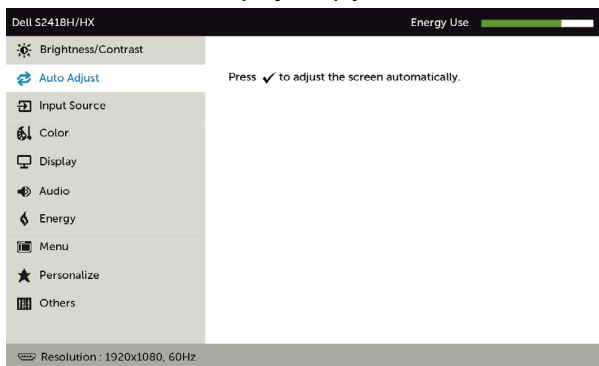 Dell S2418H/HX Energy Use
Brightness/Contrast
Auto Adjust
Press ✓ to adjust the screen automatically.
Input Source
Color
Display
Audio
Energy
Menu
Personalize
Others
Resolution : 1920x1080, 60Hz